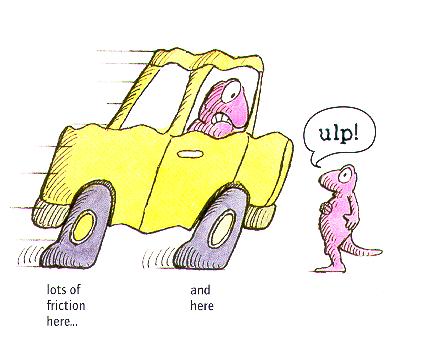 ulp!
lots of
friction
here...
and
here